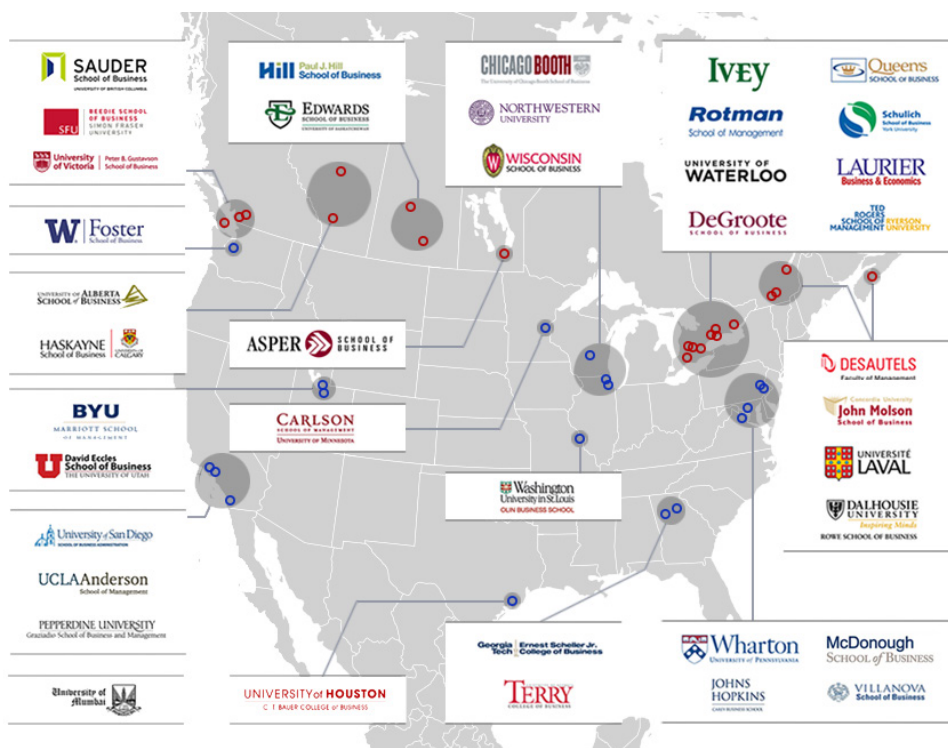 SAUDER
School of Business
UNIVERSITY OF BRITISH COLUMBIA
SFU
BEEDIE SCHOOL
OF BUSINESS
SIMON FRASER
UNIVERSITY
University
of Victoria
Peter B. Gustavson
School of Business
W Foster
School of Business
UNIVERSITY OF ALBERTA
SCHOOL OF BUSINESS
HASKAYNE
School of Business
UNIVERSITY OF
CALGARY
BYU
MARRIOTT SCHOOL
OF MANAGEMENT
U
David Eccles
School of Business
THE UNIVERSITY OF UTAH
University of San Diego
SCHOOL OF BUSINESS ADMINISTRATION
UCLAAnderson
School of Management
PEPPERDINE UNIVERSITY
Graziadio School of Business and Management
University of
Mumbai
Hill
Paul J. Hill
School of Business
EDWARDS
SCHOOL OF BUSINESS
UNIVERSITY OF SASKATCHEWAN
ASPER
SCHOOL OF
BUSINESS
CARLSON
SCHOOL OF MANAGEMENT
UNIVERSITY OF MINNESOTA
UNIVERSITY of HOUSTON
C. T. BAUER COLLEGE of BUSINESS
CHICAGO BOOTH
The University of Chicago Booth School of Business
NORTHWESTERN
UNIVERSITY
W
WISCONSIN
SCHOOL OF BUSINESS
Washington
University in St. Louis
OLIN BUSINESS SCHOOL
Georgia
Tech
Ernest Scheller Jr.
College of Business
TERRY
COLLEGE OF BUSINESS
IVEY
Queen's
SCHOOL OF BUSINESS
Rotman
School of Management
Schulich
School of Business
York University
UNIVERSITY OF
WATERLOO
LAURIER
Business & Economics
DeGroote
SCHOOL OF BUSINESS
TED
ROGERS
SCHOOL OF
MANAGEMENT
RYERSON
UNIVERSITY
DESAUTELS
Faculty of Management
Concordia University
John Molson
School of Business
UNIVERSITÉ
LAVAL
DALHOUSIE
UNIVERSITY
Inspiring Minds
ROWE SCHOOL OF BUSINESS
Wharton
UNIVERSITY OF PENNSYLVANIA
McDonough
SCHOOL of BUSINESS
JOHNS
HOPKINS
CAREY BUSINESS SCHOOL
VILLANOVA
School of Business